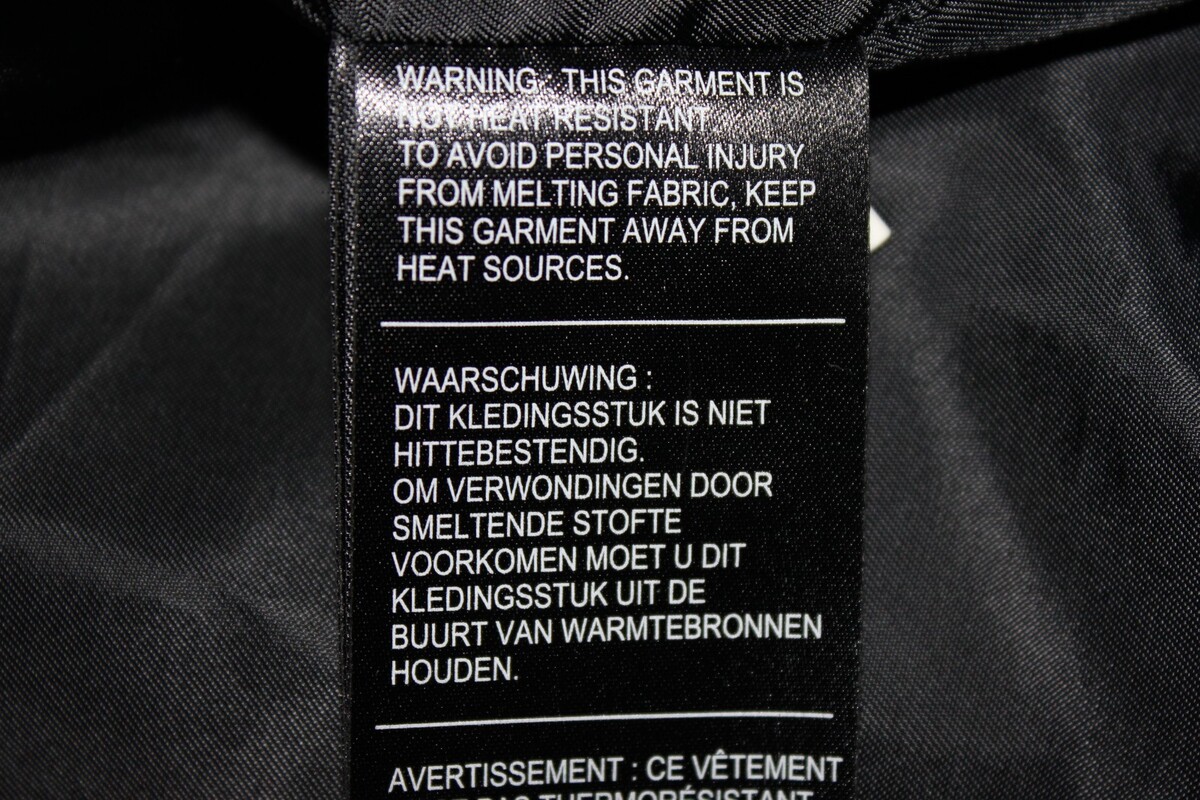 WARNING : THIS GARMENT IS
NOT HEAT RESISTANT.
TO AVOID PERSONAL INJURY
FROM MELTING FABRIC, KEEP
THIS GARMENT AWAY FROM
HEAT SOURCES.
WAARSCHUWING :
DIT KLEDINGSSTUK IS NIET
HITTEBESTENDIG.
OM VERWONDINGEN DOOR
SMELTENDE STOFTE
VOORKOMEN MOET U DIT
KLEDINGSSTUK UIT DE
BUURT VAN WARMTEBRONNEN
HOUDEN.
AVERTISSEMENT : CE VÊTEMENT
PAS THERMORÉSISTANT